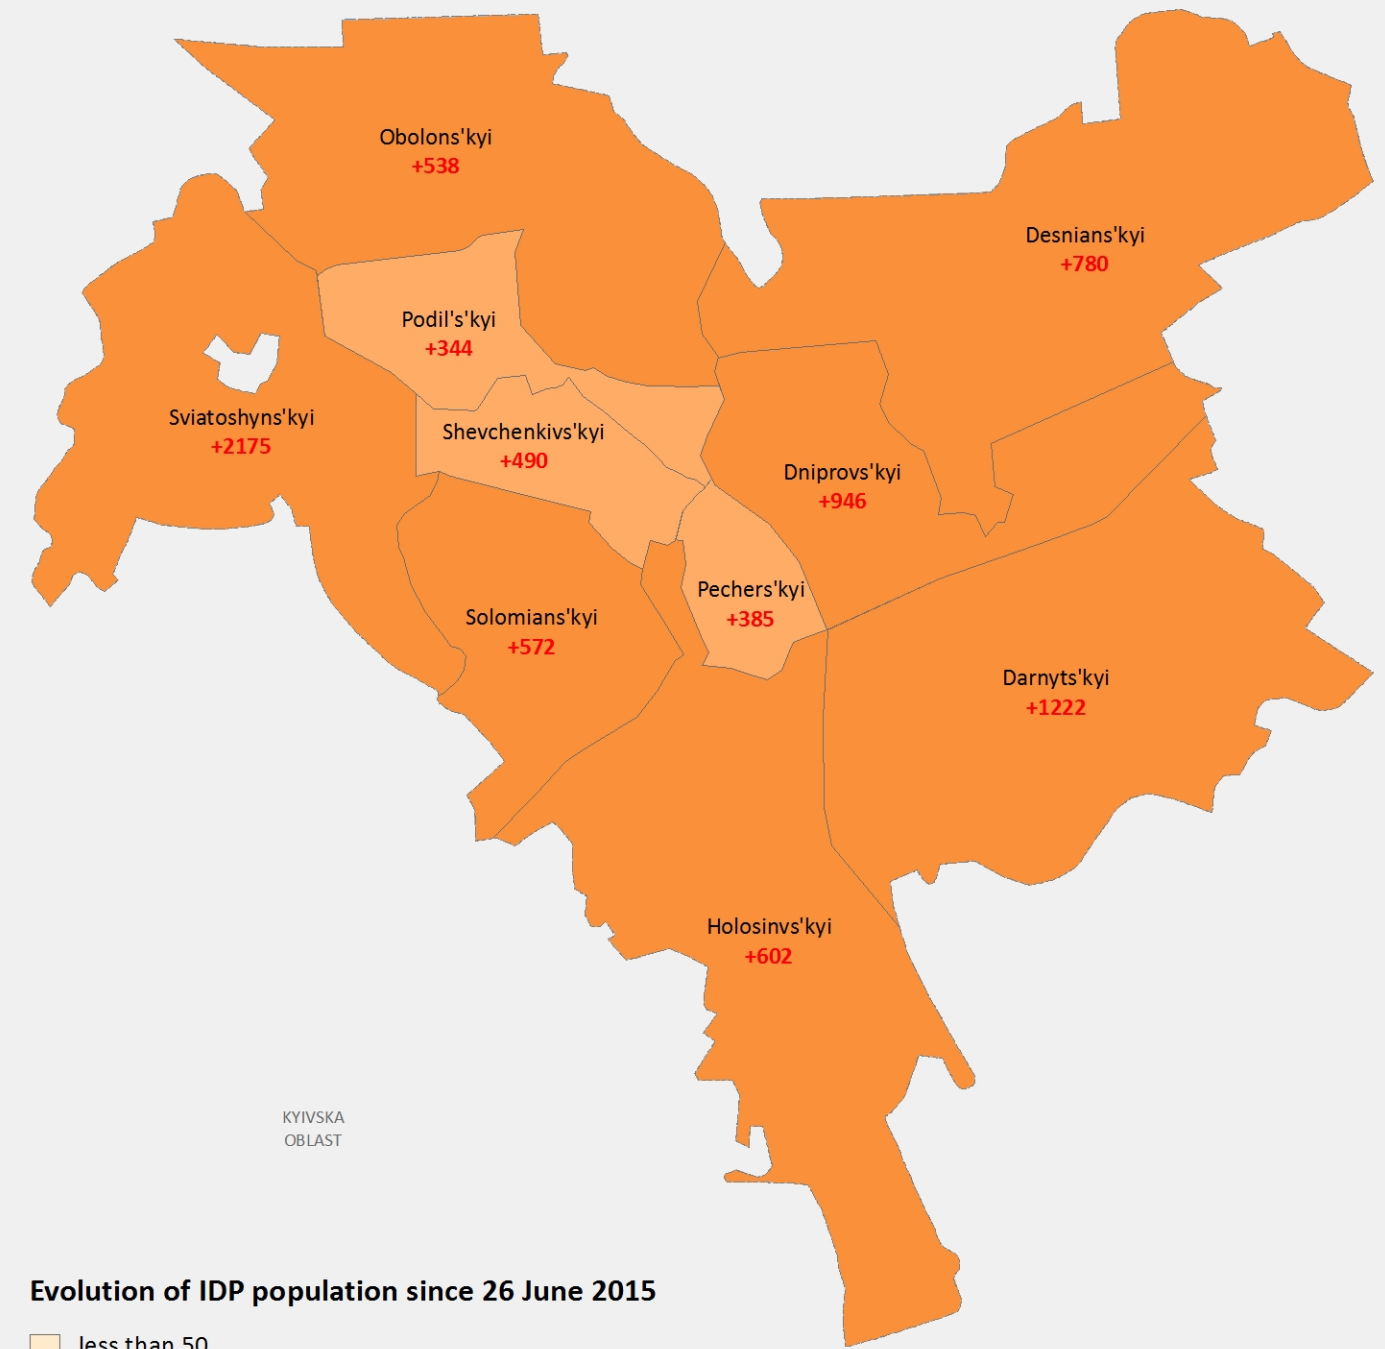 Obolons'kyi
+538
Desnians'kyi
+780
Podil's'kyi
+344
Sviatoshyns'kyi
+2175
Shevchenkivs'kyi
+490
Dniprovs'kyi
+946
Pechers'kyi
+385
Solomians'kyi
+572
Darnyts'kyi
+1222
Holosinvs'kyi
+602
KYIVSKA
OBLAST
Evolution of IDP population since 26 June 2015
less than 50